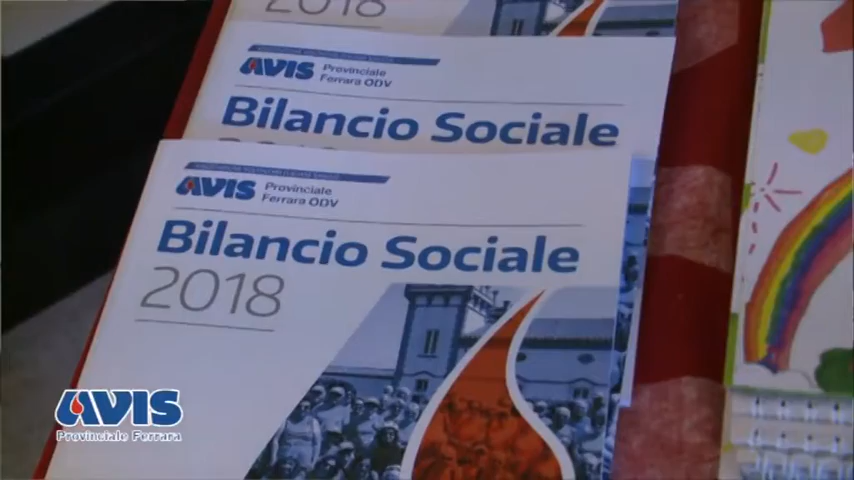 2018
AVIS
Provinciale
Ferrara ODV
Bilancio Sociale
AVIS
Provinciale
Ferrara ODV
Bilancio Sociale
2018
AVIS
Provinciale Ferrara